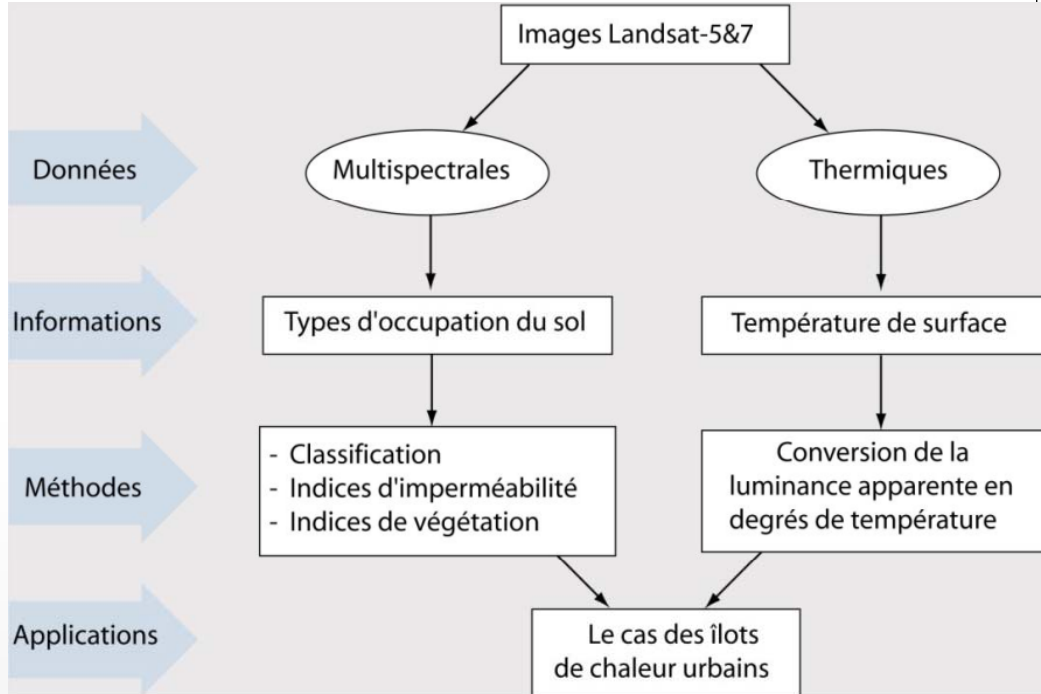 Images Landsat-5&7
Données
Multispectrales
Thermiques
Informations
Types d'occupation du sol
Température de surface
Méthodes
- Classification
- Indices d'imperméabilité
- Indices de végétation
Conversion de la
luminance apparente en
degrés de température
Applications
Le cas des îlots
de chaleur urbains